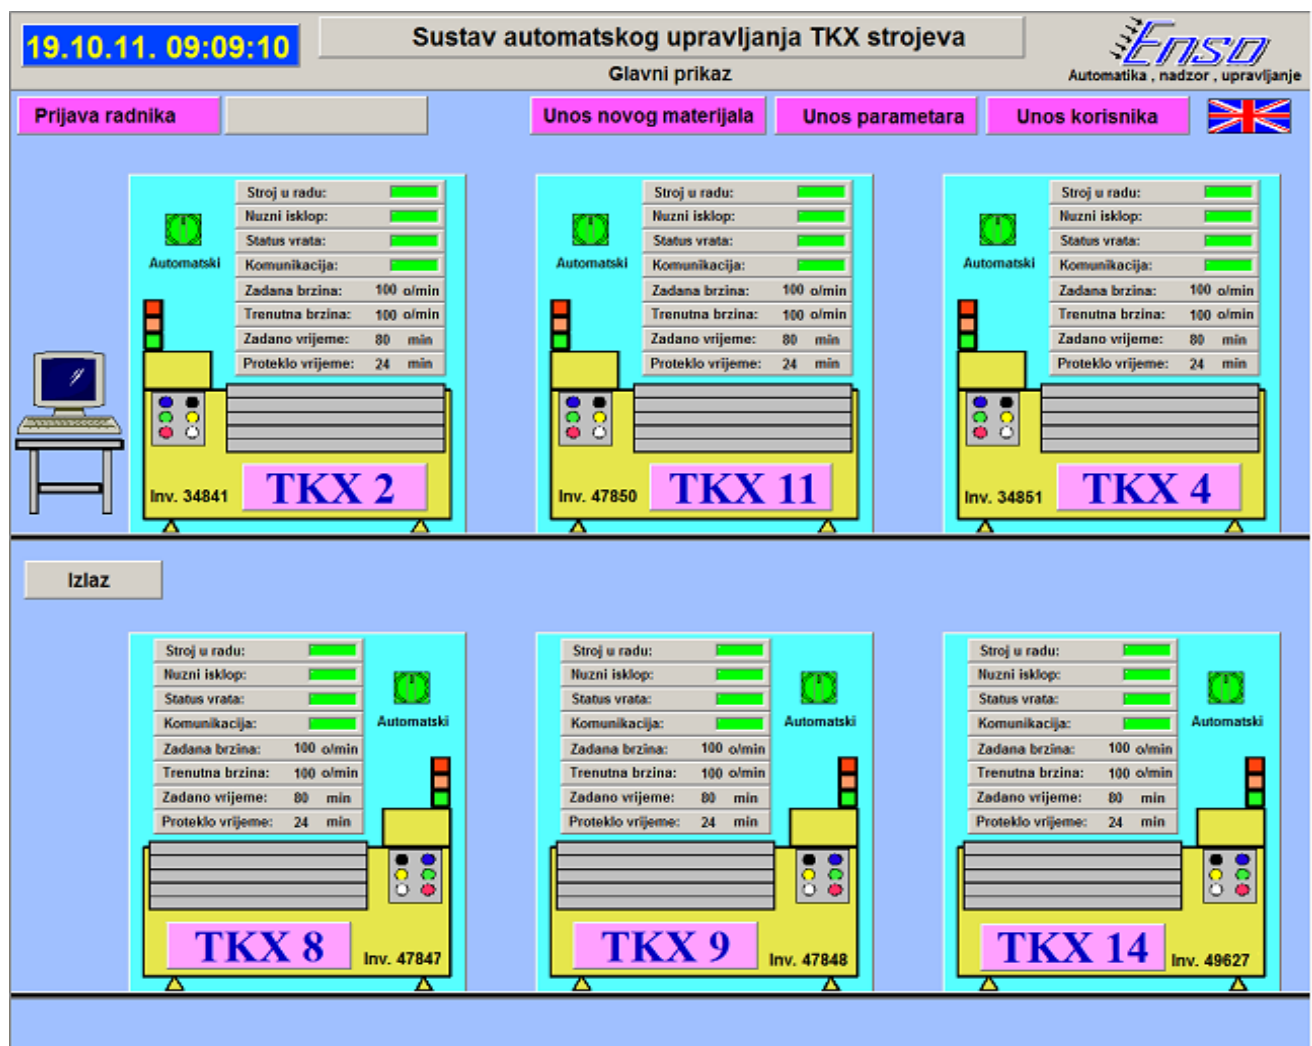 19.10.11. 09:09:10
Sustav automatskog upravljanja TKX strojeva
Glavni prikaz
Enso
Automatika , nadzor , upravljanje
Prijava radnika
Unos novog materijala
Unos parametara
Unos korisnika
Stroj u radu:
Nuzni isklop:
Status vrata:
Automatski
Komunikacija:
Zadana brzina: 100 o/min
Trenutna brzina: 100 o/min
Zadano vrijeme: 80 min
Proteklo vrijeme: 24 min
Inv. 34841
TKX 2
Stroj u radu:
Nuzni isklop:
Status vrata:
Automatski
Komunikacija:
Zadana brzina: 100 o/min
Trenutna brzina: 100 o/min
Zadano vrijeme: 80 min
Proteklo vrijeme: 24 min
Inv. 47850
TKX 11
Stroj u radu:
Nuzni isklop:
Status vrata:
Automatski
Komunikacija:
Zadana brzina: 100 o/min
Trenutna brzina: 100 o/min
Zadano vrijeme: 80 min
Proteklo vrijeme: 24 min
Inv. 34851
TKX 4
Izlaz
Stroj u radu:
Nuzni isklop:
Status vrata:
Komunikacija:
Automatski
Zadana brzina: 100 o/min
Trenutna brzina: 100 o/min
Zadano vrijeme: 80 min
Proteklo vrijeme: 24 min
TKX 8
Inv. 47847
Stroj u radu:
Nuzni isklop:
Status vrata:
Komunikacija:
Automatski
Zadana brzina: 100 o/min
Trenutna brzina: 100 o/min
Zadano vrijeme: 80 min
Proteklo vrijeme: 24 min
TKX 9
Inv. 47848
Stroj u radu:
Nuzni isklop:
Status vrata:
Komunikacija:
Automatski
Zadana brzina: 100 o/min
Trenutna brzina: 100 o/min
Zadano vrijeme: 80 min
Proteklo vrijeme: 24 min
TKX 14
Inv. 49627